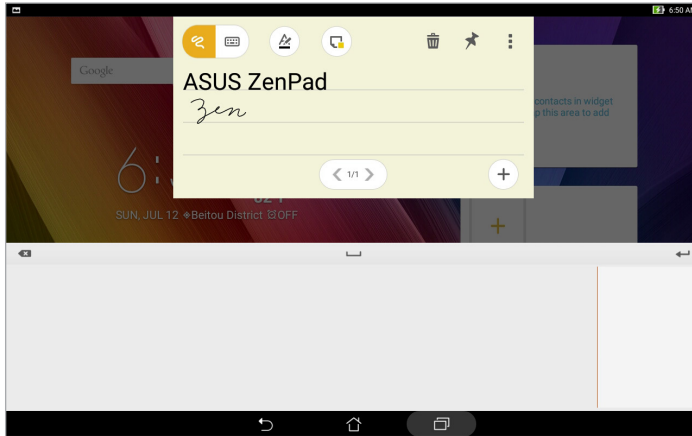 6:50 AM
Google
ASUS ZenPad
Zen
contacts in widget
p this area to add
1/1
6:
SUN, JUL 12 Beitou District OFF